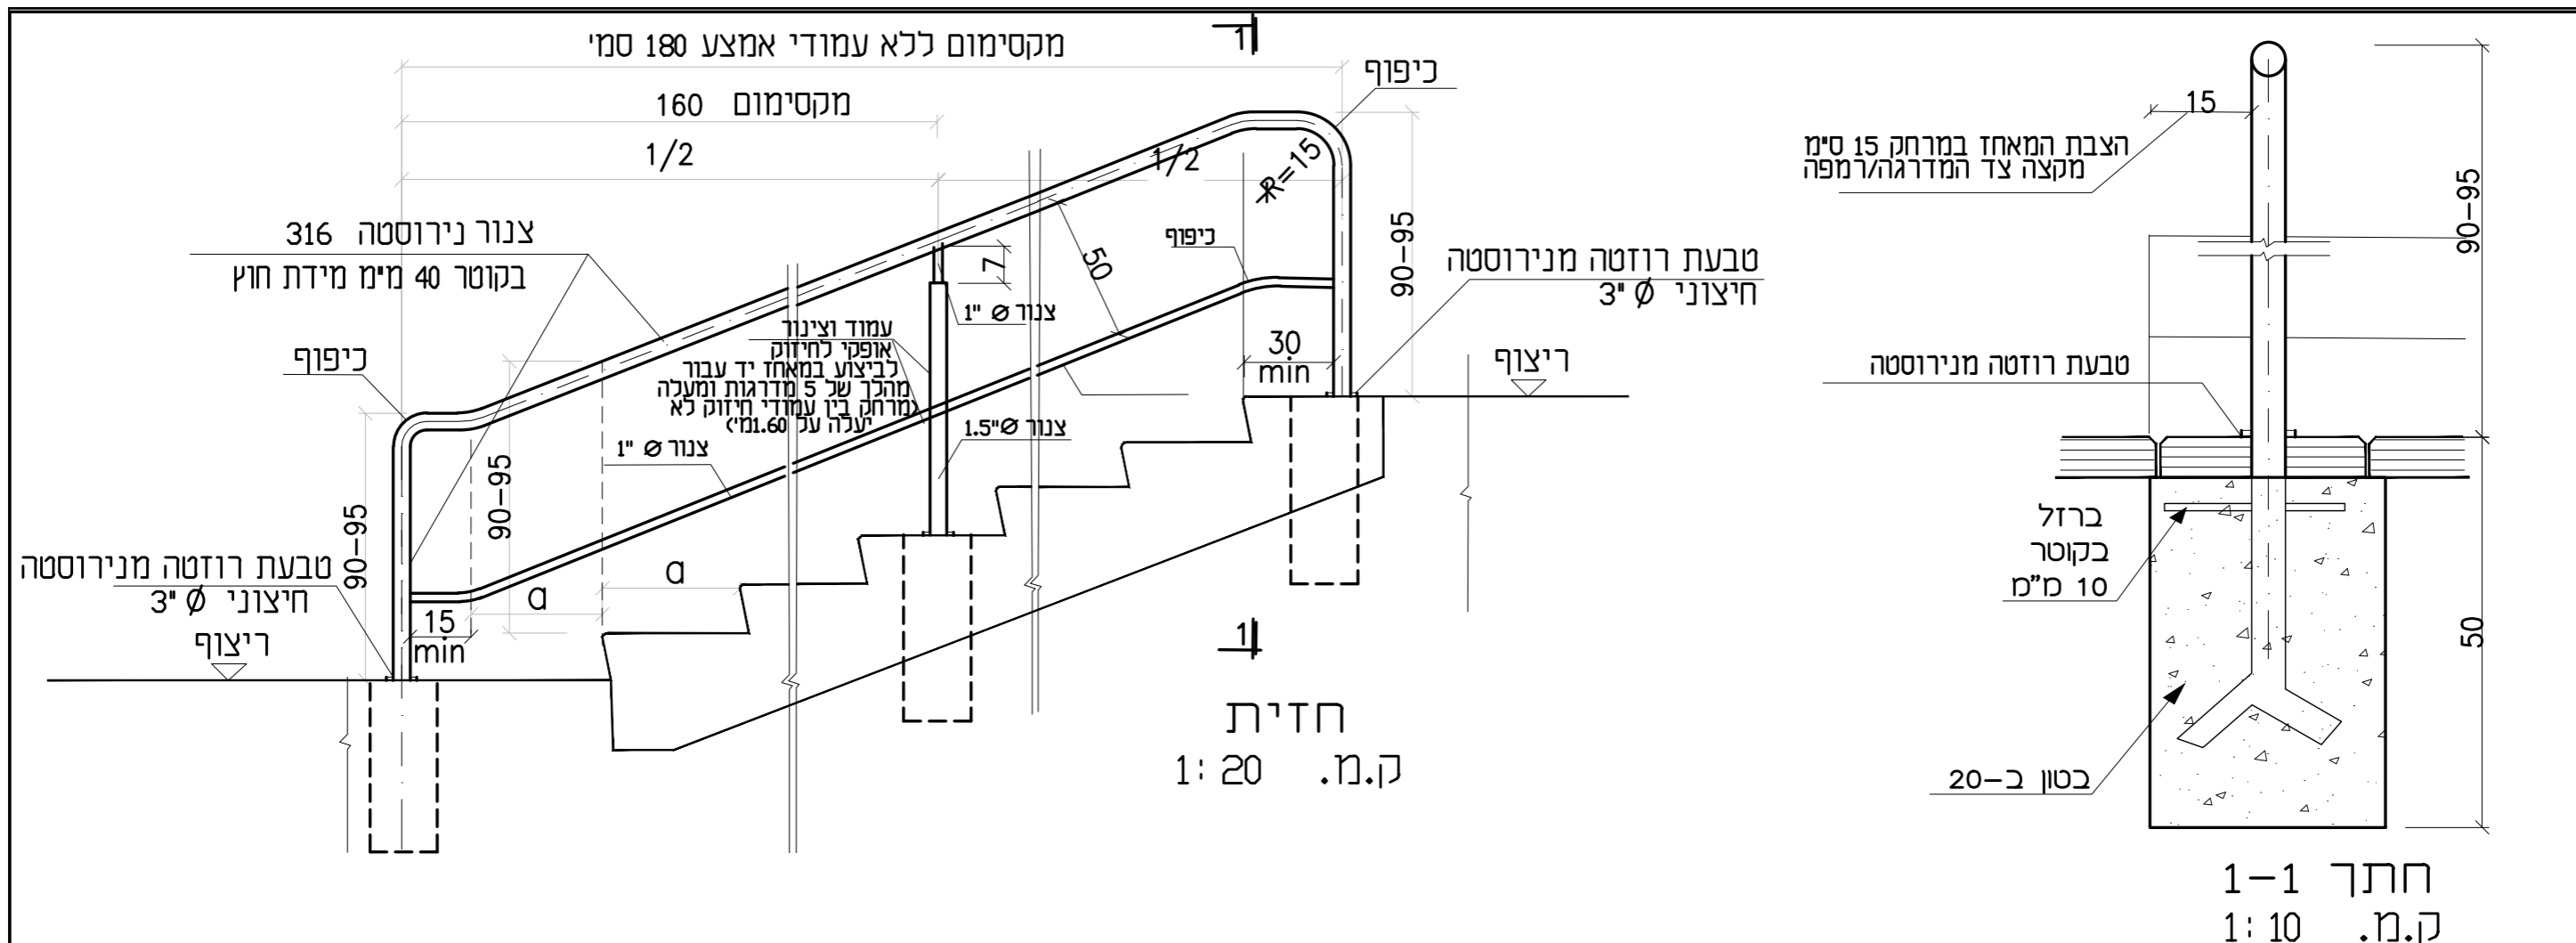 מקסימום ללא עמודי אמצע 180 סמ'
1
כיפוף
מקסימום 160
1/2
1/2
R=15
צנור נירוסטה 316
בקוטר 40 מ"מ מידת חוץ
7
50
כיפוף
90-95
טבעת רוזטה מנירוסטה
חיצוני Ø 3"
צנור Ø 1"
עמוד וצינור
אופקי לחיזוק
לביצוע במאחז יד עבור
מהלך של 5 מדרגות ומעלה
(מרחק בין עמודי חיזוק לא
יעלה על 1.60מ')
30
min
ריצוף
כיפוף
צנור Ø 1"
צנור Ø 1.5"
90-95
90-95
טבעת רוזטה מנירוסטה
חיצוני Ø 3"
ריצוף
15
min
a
a
1
חזית
ק.מ. 1:20
15
הצבת המאחז במרחק 15 ס"מ
מקצה צד המדרגה/רמפה
90-95
טבעת רוזטה מנירוסטה
ברזל
בקוטר
10 מ"מ
50
בטון ב-20
חתך 1-1
ק.מ. 1:10